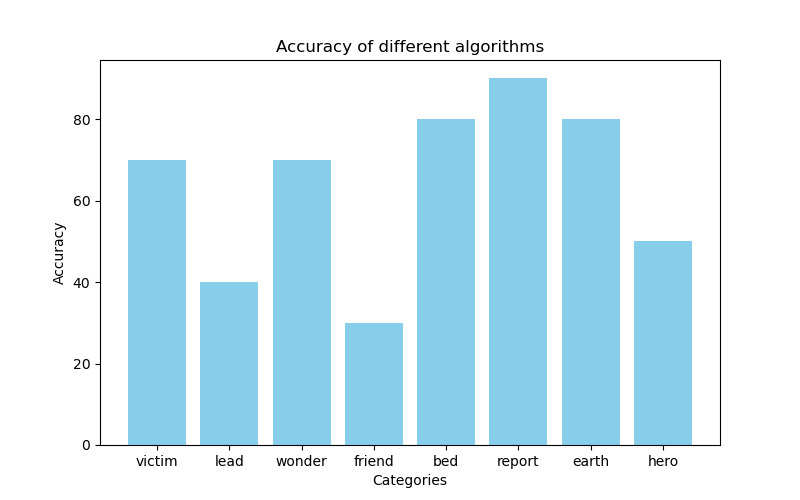 Accuracy of different algorithms
Accuracy
80
60
40
20
0
victim lead wonder friend bed report earth hero
Categories